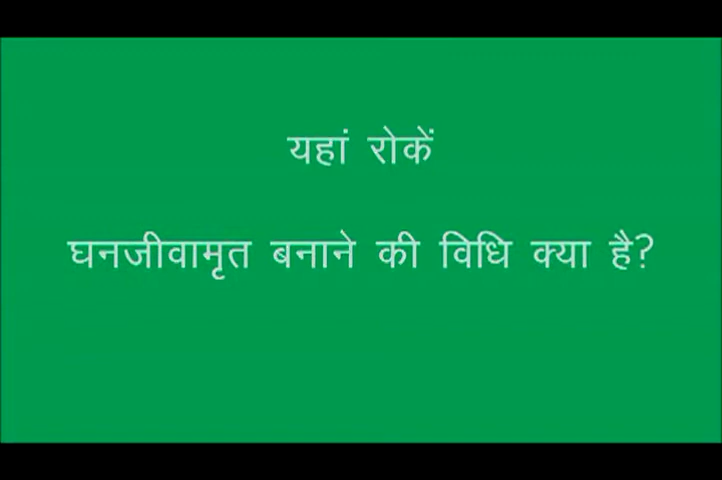 यहां रोकें
घनजीवामृत बनाने की विधि क्या है?